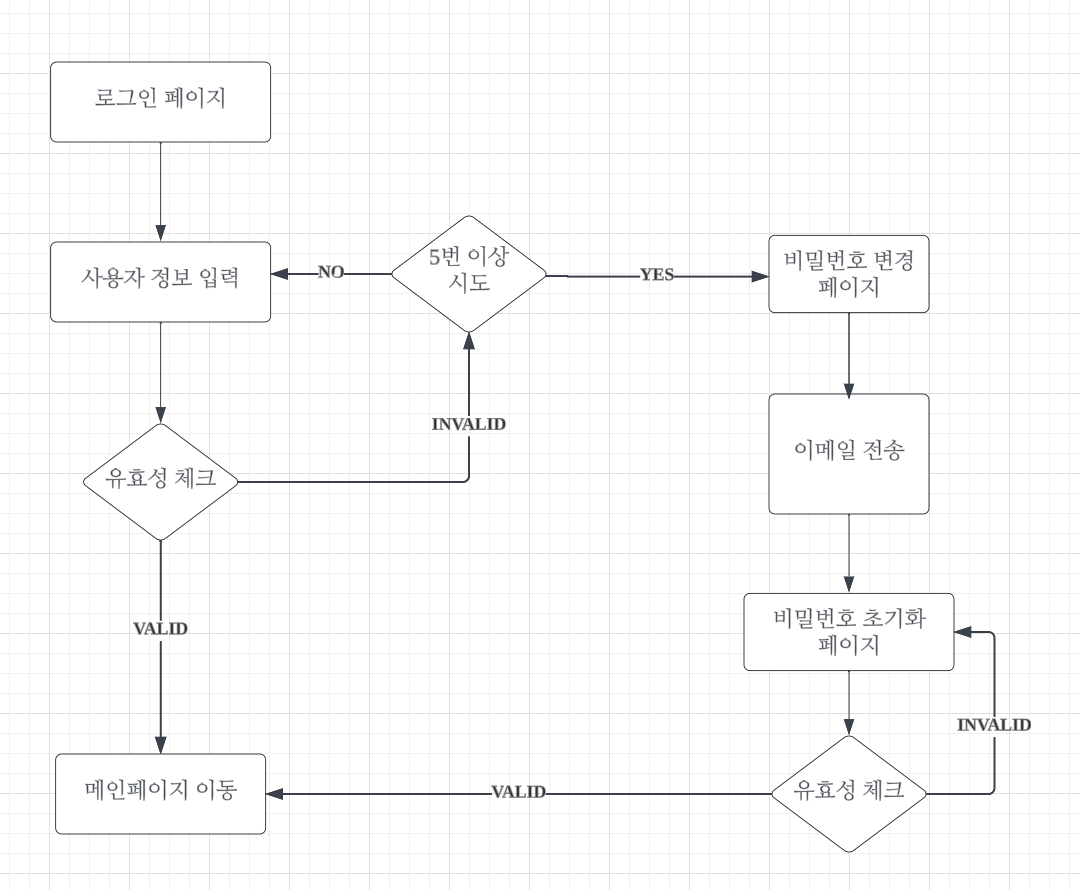 로그인 페이지
사용자 정보 입력
NO
5번 이상
시도
YES
비밀번호 변경
페이지
INVALID
이메일 전송
유효성 체크
VALID
비밀번호 초기화
페이지
INVALID
메인페이지 이동
VALID
유효성 체크